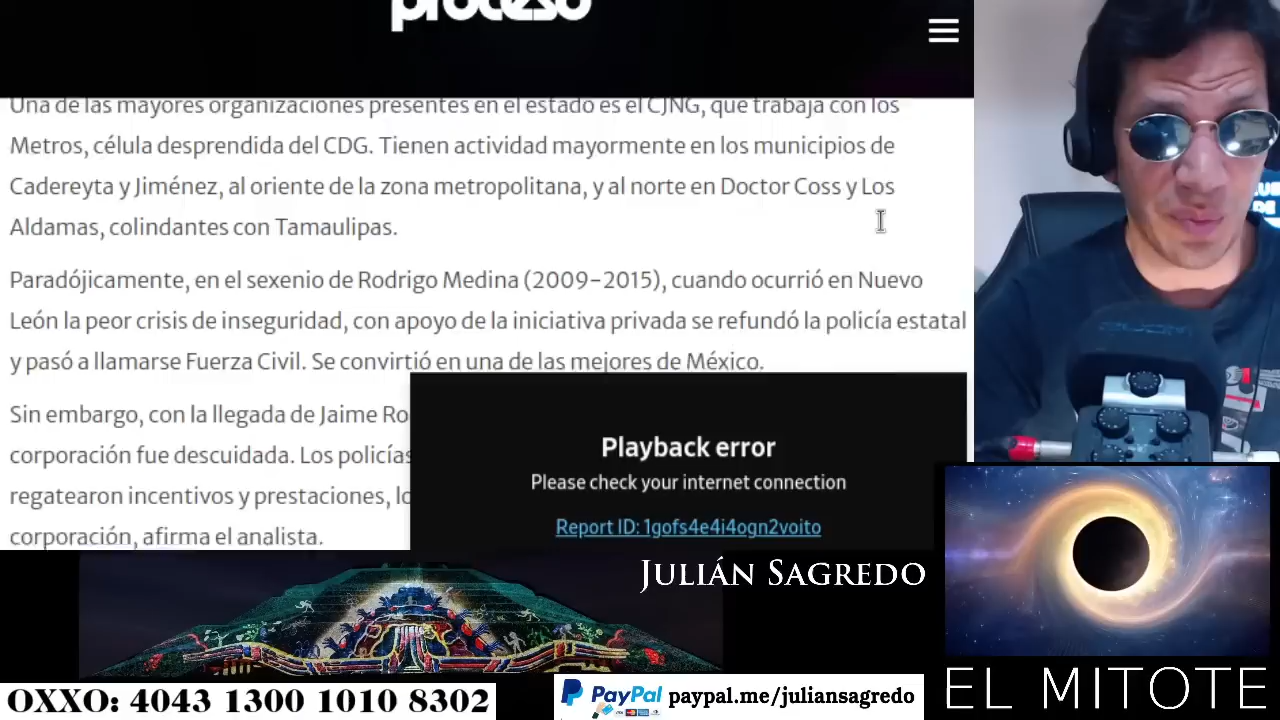 proceso
Una de las mayores organizaciones presentes en el estado es el CJNG, que trabaja con los
Metros, célula desprendida del CDG. Tienen actividad mayormente en los municipios de
Cadereyta y Jiménez, al oriente de la zona metropolitana, y al norte en Doctor Coss y Los
Aldamas, colindantes con Tamaulipas.
Paradójicamente, en el sexenio de Rodrigo Medina (2009-2015), cuando ocurrió en Nuevo
León la peor crisis de inseguridad, con apoyo de la iniciativa privada se refundó la policía estatal
y pasó a llamarse Fuerza Civil. Se convirtió en una de las mejores de México.
Sin embargo, con la llegada de Jaime Ro
corporación fue descuidada. Los policías
regatearon incentivos y prestaciones, lo
corporación, afirma el analista.
Playback error
Please check your internet connection
Report ID: 1gofs4e4i4ogn2voito
JULIÁN SAGREDO
OXXO: 4043 1300 1010 8302
PayPal paypal.me/juliansagredo
EL MITOTE